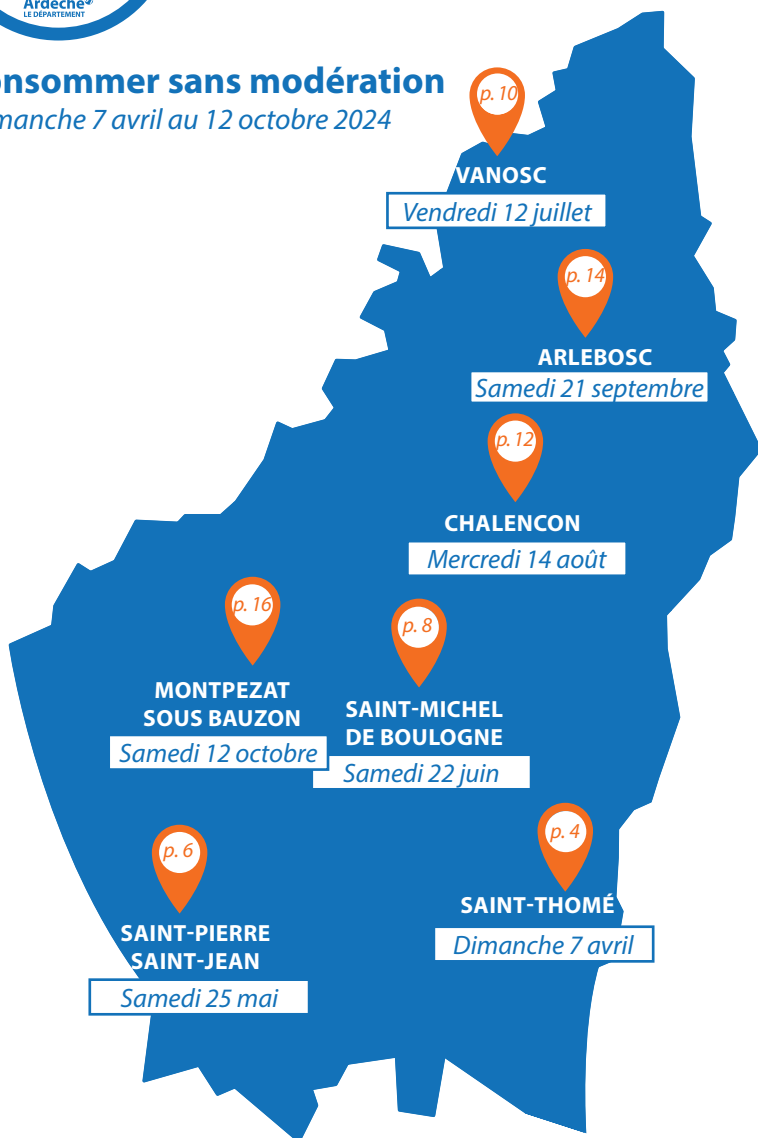 Ardèche
LE DÉPARTEMENT
onsommer sans modération
manche 7 avril au 12 octobre 2024
p. 10
VANOSC
Vendredi 12 juillet
p. 14
ARLEBOSC
Samedi 21 septembre
p. 12
CHALENCON
Mercredi 14 août
p. 16
MONTPEZAT
SOUS BAUZON
Samedi 12 octobre
p. 8
SAINT-MICHEL
DE BOULOGNE
Samedi 22 juin
p. 6
SAINT-PIERRE
SAINT-JEAN
Samedi 25 mai
p. 4
SAINT-THOMÉ
Dimanche 7 avril